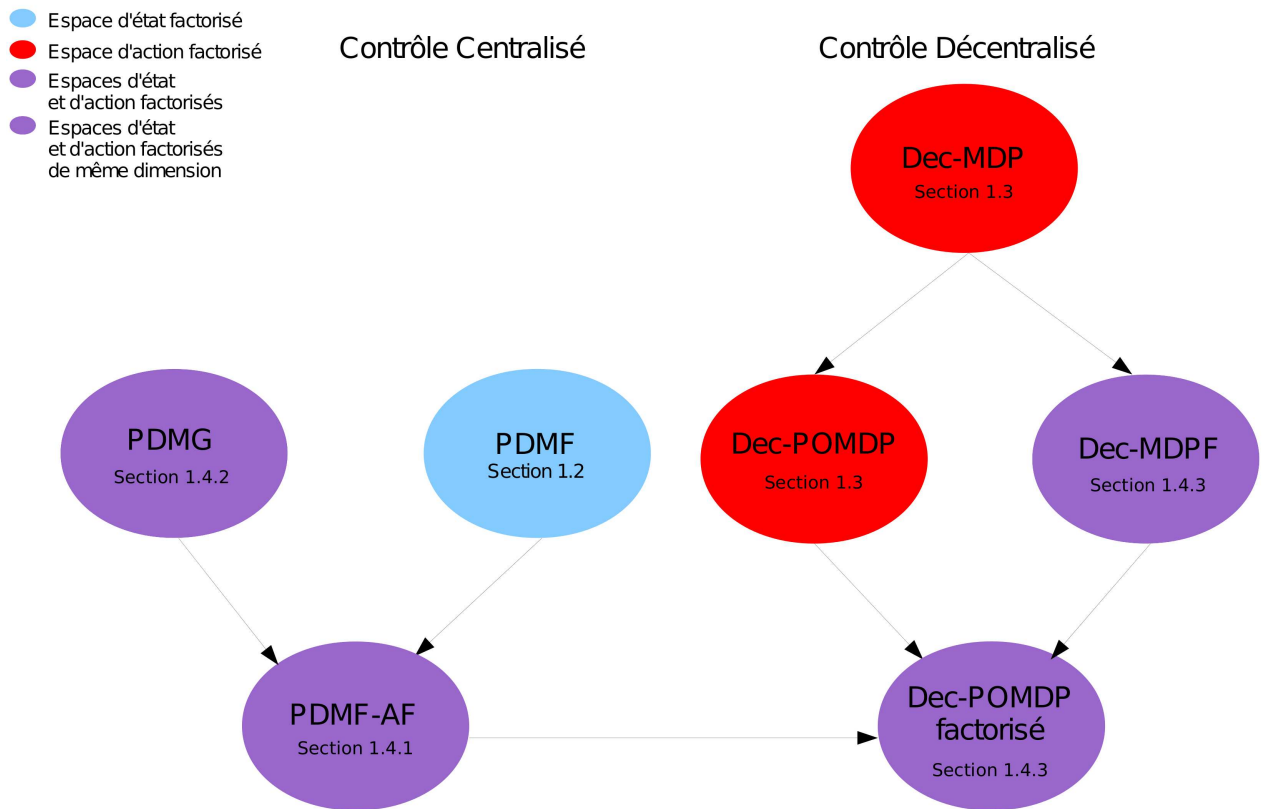 Espace d'état factorisé
Espace d'action factorisé
Espaces d'état
et d'action factorisés
Espaces d'état
et d'action factorisés
de même dimension
Contrôle Centralisé
Contrôle Décentralisé
Dec-MDP
Section 1.3
PDMG
Section 1.4.2
PDMF
Section 1.2
Dec-POMDP
Section 1.3
Dec-MDPF
Section 1.4.3
PDMF-AF
Section 1.4.1
Dec-POMDP
factorisé
Section 1.4.3